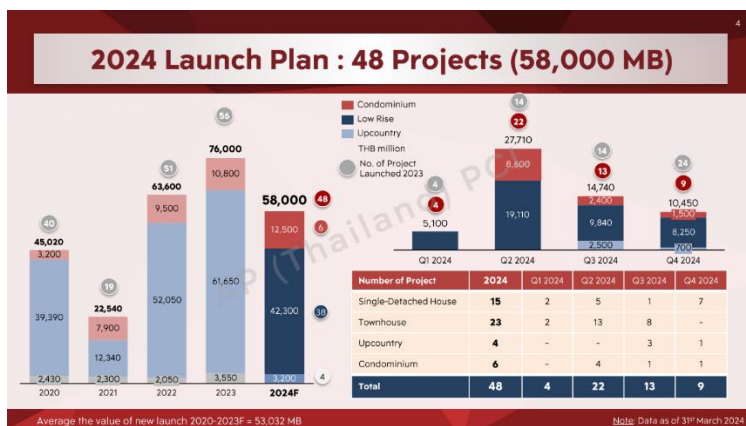 4
2024 Launch Plan : 48 Projects (58,000 MB)
Condominium
Low Rise
Upcountry
THB million
No. of Project
Launched 2023
40
45,020
3,200
39,390
2,430
2020
19
22,540
7,900
12,340
2,300
2021
51
63,600
9,500
52,050
2,050
2022
56
76,000
10,800
61,650
3,550
2023
58,000
48
12,500
6
42,300
38
3,200
4
2024F
4
4
5,100
Q1 2024
14
22
27,710
8,600
19,110
Q2 2024
14
13
14,740
2,400
9,840
2,500
Q3 2024
24
9
10,450
1,500
8,250
700
Q4 2024
AP (Thailand) PCL
Number of Project 2024 Q1 2024 Q2 2024 Q3 2024 Q4 2024
Single-Detached House 15 2 5 1 7
Townhouse 23 2 13 8 -
Upcountry 4 - - 3 1
Condominium 6 - 4 1 1
Total 48 4 22 13 9
Average the value of new launch 2020-2023F = 53,032 MB
Note: Data as of 31st March 2024